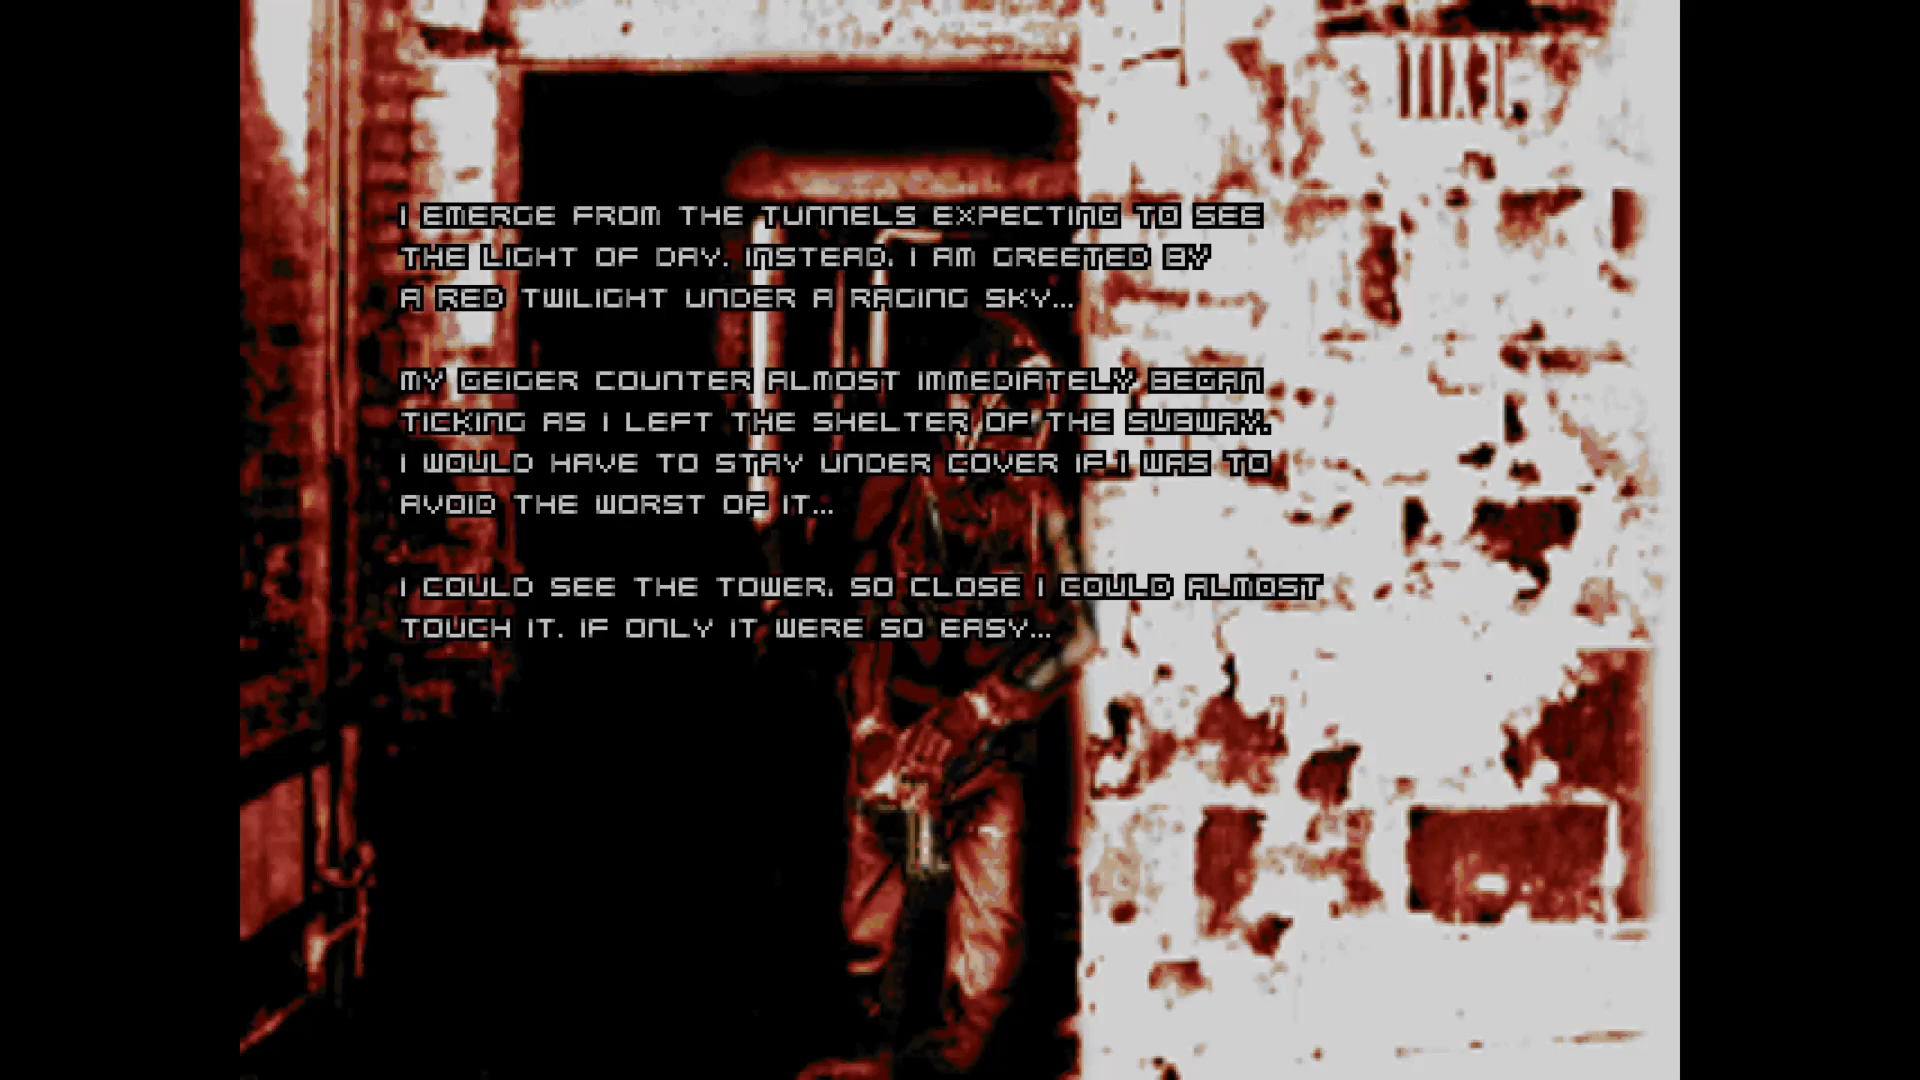 I EMERGE FROM THE TUNNELS EXPECTING TO SEE
THE LIGHT OF DAY. INSTEAD, I AM GREETED BY
A RED TWILIGHT UNDER A RAGING SKY...
MY GEIGER COUNTER ALMOST IMMEDIATELY BEGAN
TICKING AS I LEFT THE SHELTER OF THE SUBWAY.
I WOULD HAVE TO STAY UNDER COVER IF I WAS TO
AVOID THE WORST OF IT...
I COULD SEE THE TOWER. SO CLOSE I COULD ALMOST
TOUCH IT. IF ONLY IT WERE SO EASY...